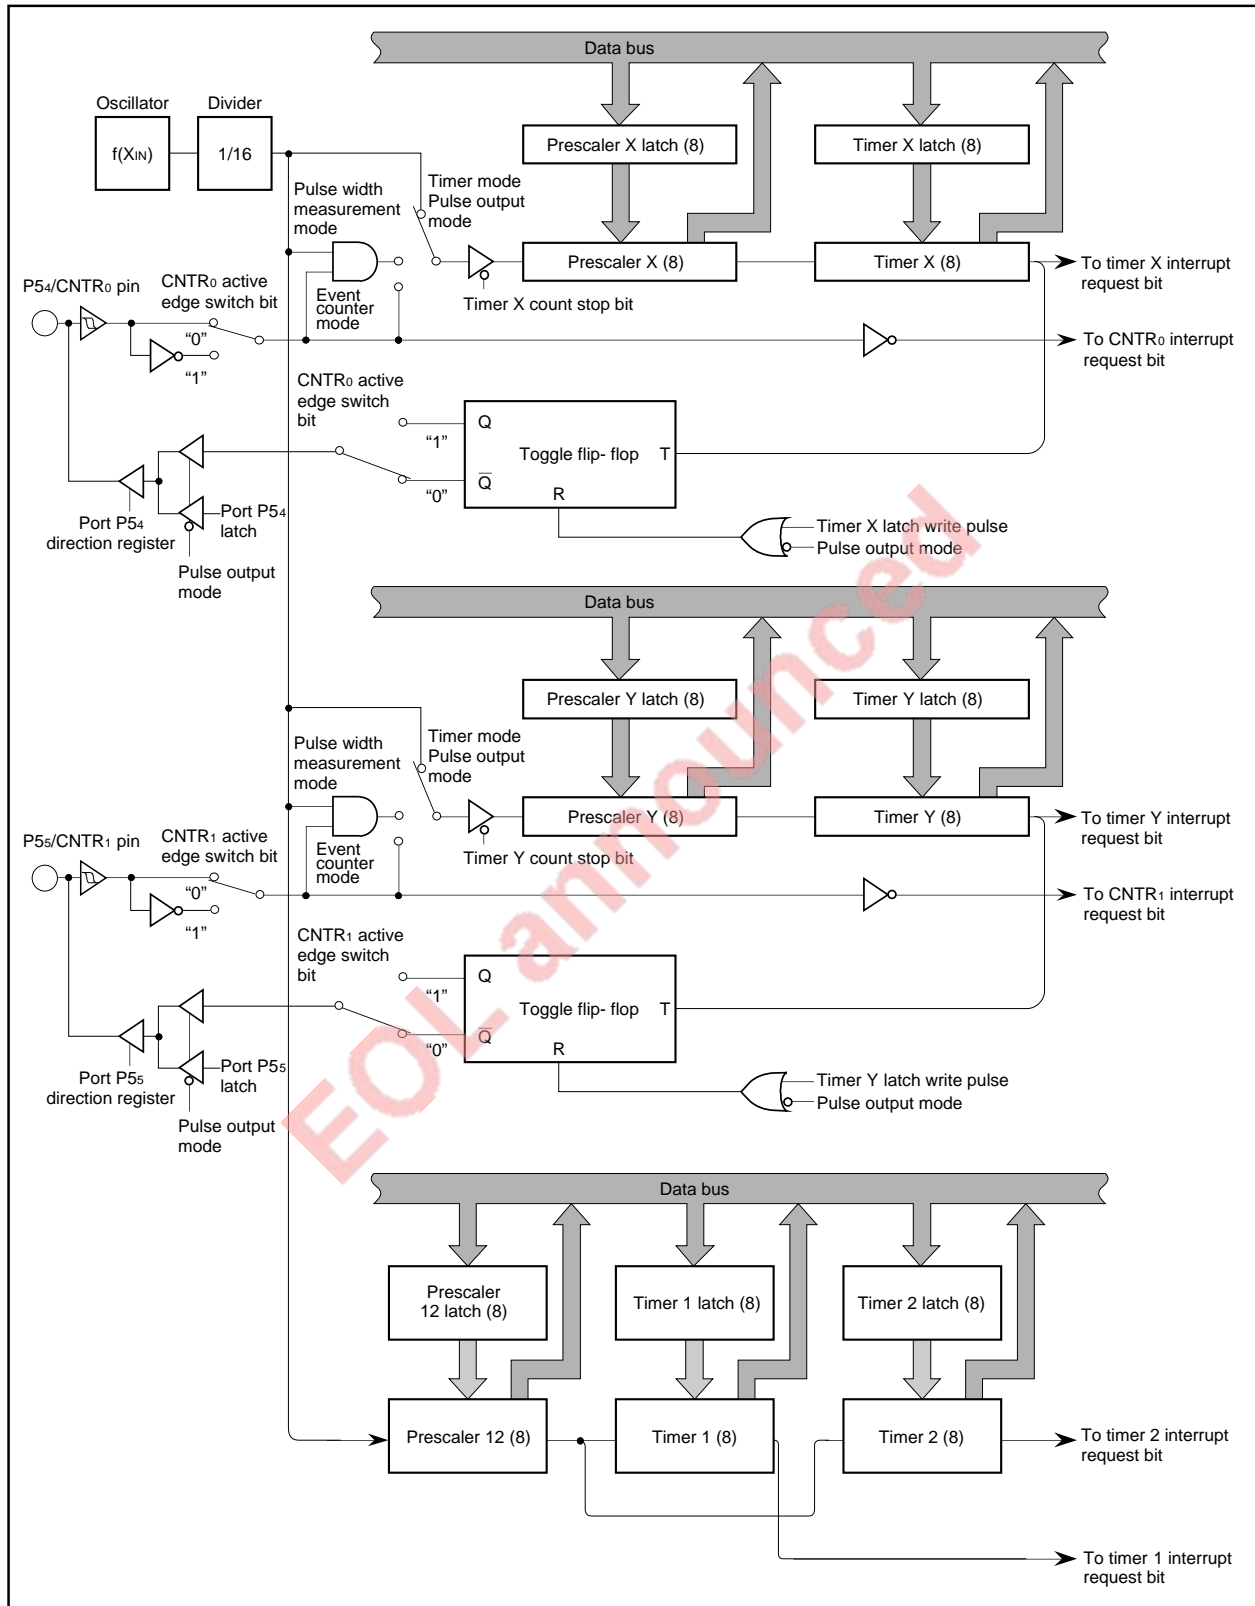 Data bus
Oscillator
Divider
f(XIN)
1/16
Prescaler X latch (8)
Timer X latch (8)
Pulse width
measurement
mode
Timer mode
Pulse output
mode
Prescaler X (8)
Timer X (8)
To timer X interrupt
request bit
P54/CNTR0 pin
CNTR0 active
edge switch bit
Event
counter
mode
Timer X count stop bit
“0”
“1”
To CNTR0 interrupt
request bit
CNTR0 active
edge switch
bit
“1”
“0”
Q
Q
Toggle flip- flop
T
R
Port P54
direction register
Port P54
latch
Pulse output
mode
Timer X latch write pulse
Pulse output mode
Data bus
Prescaler Y latch (8)
Timer Y latch (8)
Pulse width
measurement
mode
Timer mode
Pulse output
mode
Prescaler Y (8)
Timer Y (8)
To timer Y interrupt
request bit
P55/CNTR1 pin
CNTR1 active
edge switch bit
Event
counter
mode
Timer Y count stop bit
“0”
“1”
To CNTR1 interrupt
request bit
CNTR1 active
edge switch
bit
“1”
“0”
Q
Q
Toggle flip- flop
T
R
Port P55
direction register
Port P55
latch
Pulse output
mode
Timer Y latch write pulse
Pulse output mode
EOL announced
Data bus
Prescaler
12 latch (8)
Timer 1 latch (8)
Timer 2 latch (8)
Prescaler 12 (8)
Timer 1 (8)
Timer 2 (8)
To timer 2 interrupt
request bit
To timer 1 interrupt
request bit